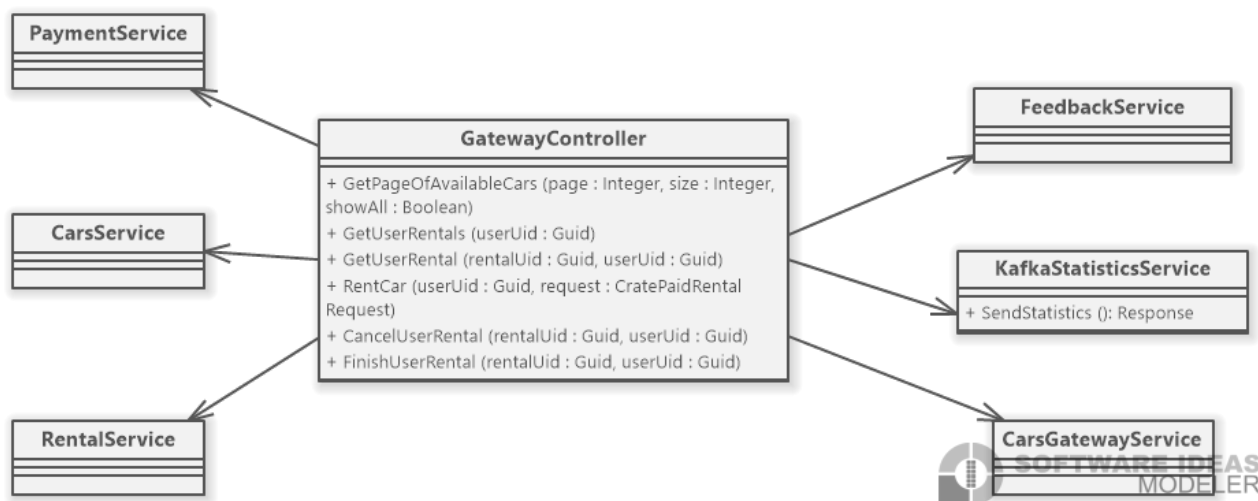 PaymentService
FeedbackService
GatewayController
+ GetPageOfAvailableCars (page : Integer, size : Integer,
showAll : Boolean)
+ GetUserRentals (userUid : Guid)
+ GetUserRental (rentalUid : Guid, userUid : Guid)
+ RentCar (userUid : Guid, request : CratePaidRental
Request)
+ CancelUserRental (rentalUid : Guid, userUid : Guid)
+ FinishUserRental (rentalUid : Guid, userUid : Guid)
CarsService
KafkaStatisticsService
+ SendStatistics (): Response
RentalService
CarsGatewayService
SOFTWARE IDEAS
MODELER